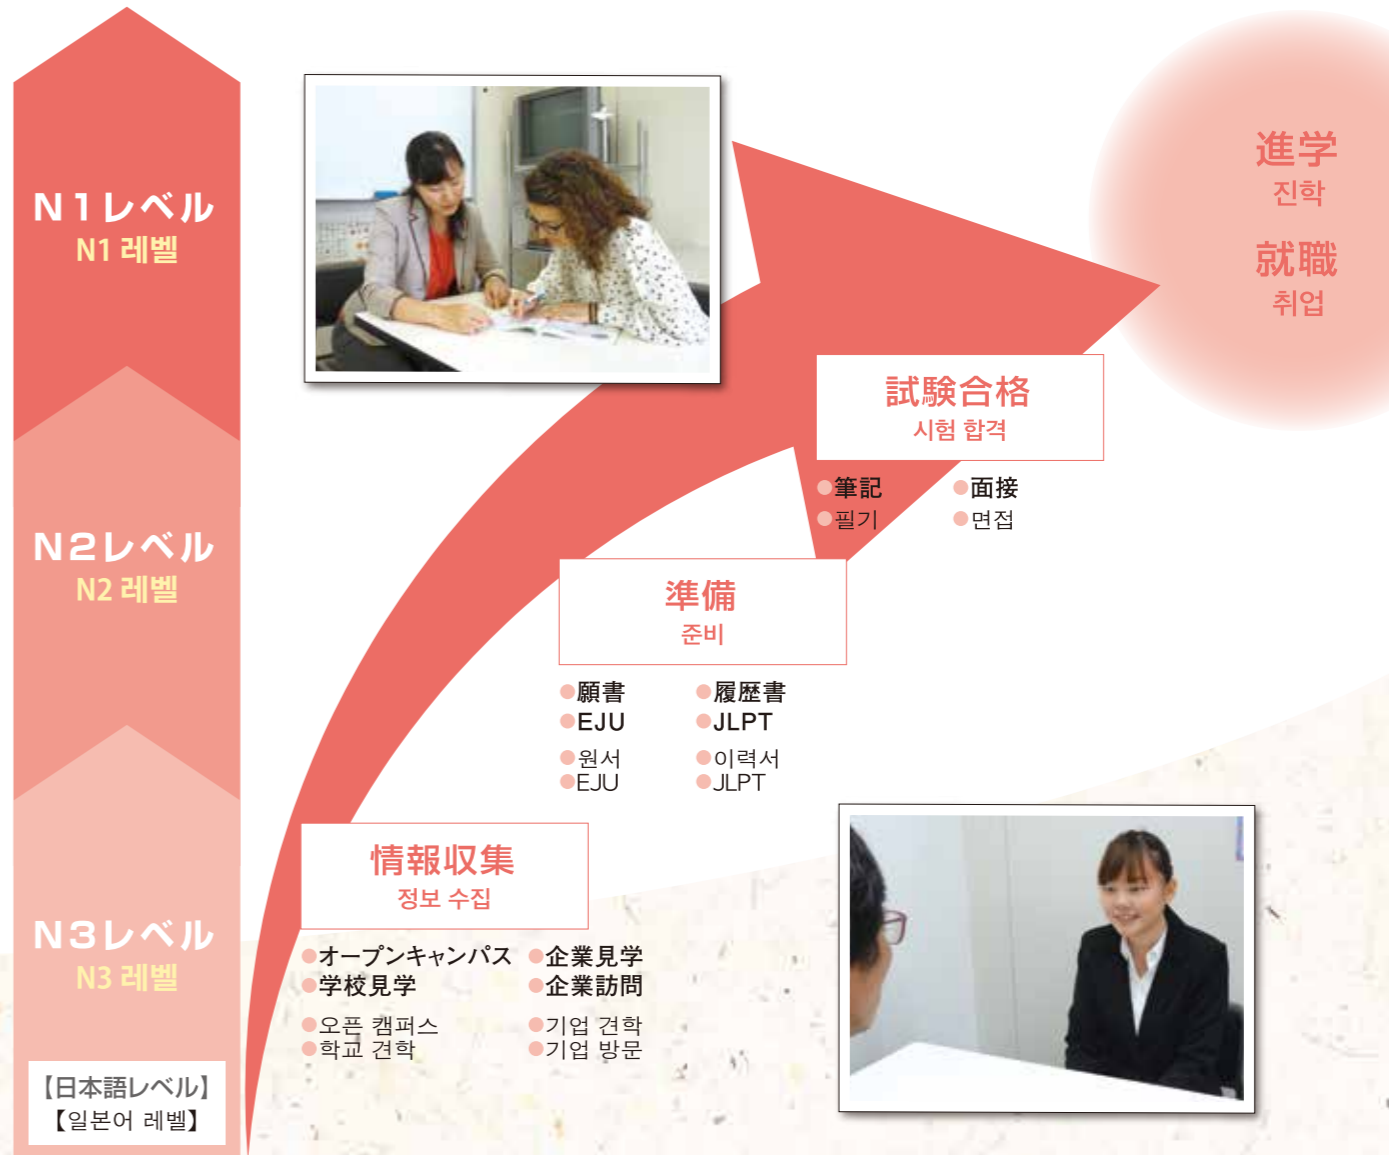 N1レベル
N1 레벨
N2レベル
N2 레벨
N3レベル
N3 레벨
【日本語レベル】
【일본어 레벨】
進学
진학
就職
취업
試験合格
시험 합격
●筆記 ●面接
●필기 ●면접
準備
준비
●願書 ●履歴書
●EJU ●JLPT
●원서 ●이력서
●EJU ●JLPT
情報収集
정보 수집
●オープンキャンパス ●企業見学
●学校見学 ●企業訪問
●오픈 캠퍼스 ●기업 견학
●학교 견학 ●기업 방문